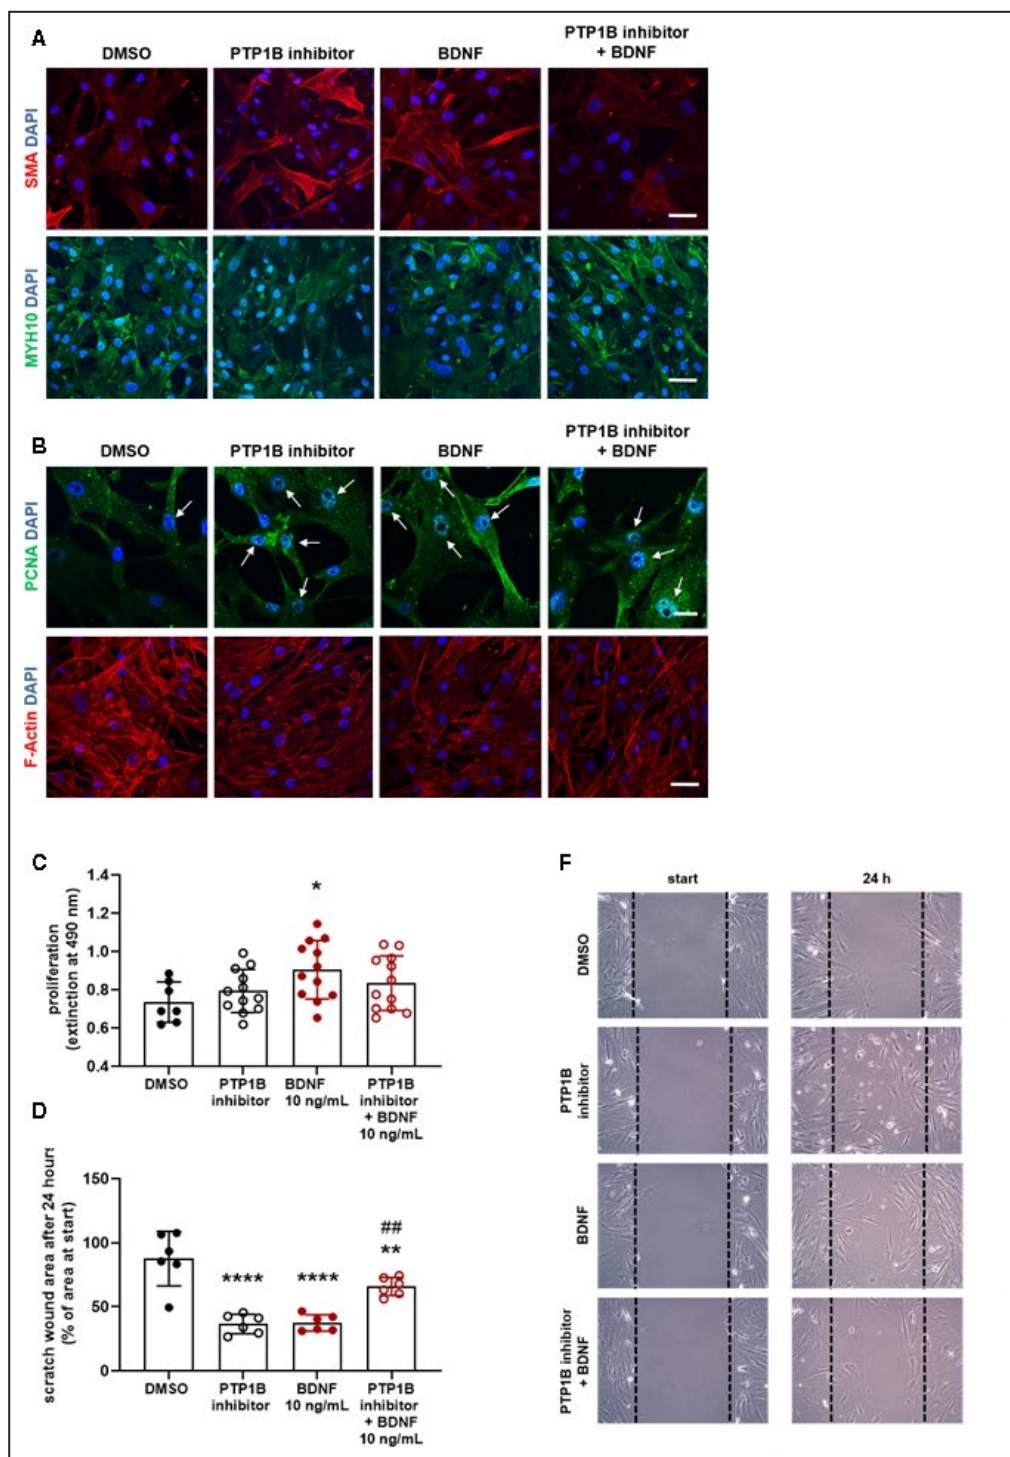 A
DMSO
PTP1B inhibitor
BDNF
PTP1B inhibitor
+ BDNF
SMA DAPI
MYH10 DAPI
B
DMSO
PTP1B inhibitor
BDNF
PTP1B inhibitor
+ BDNF
PCNA DAPI
F-Actin DAPI
C
proliferation
(extinction at 490 nm)
1.4
1.2
1.0
0.8
0.6
0.4
*
DMSO
PTP1B
inhibitor
BDNF
10 ng/mL
PTP1B
inhibitor
+ BDNF
10 ng/mL
D
scratch wound area after 24 hours
(% of area at start)
150
100
50
0
****
****
##
**
DMSO
PTP1B
inhibitor
BDNF
10 ng/mL
PTP1B
inhibitor
+ BDNF
10 ng/mL
F
start
24 h
DMSO
PTP1B
inhibitor
BDNF
PTP1B inhibitor
+ BDNF